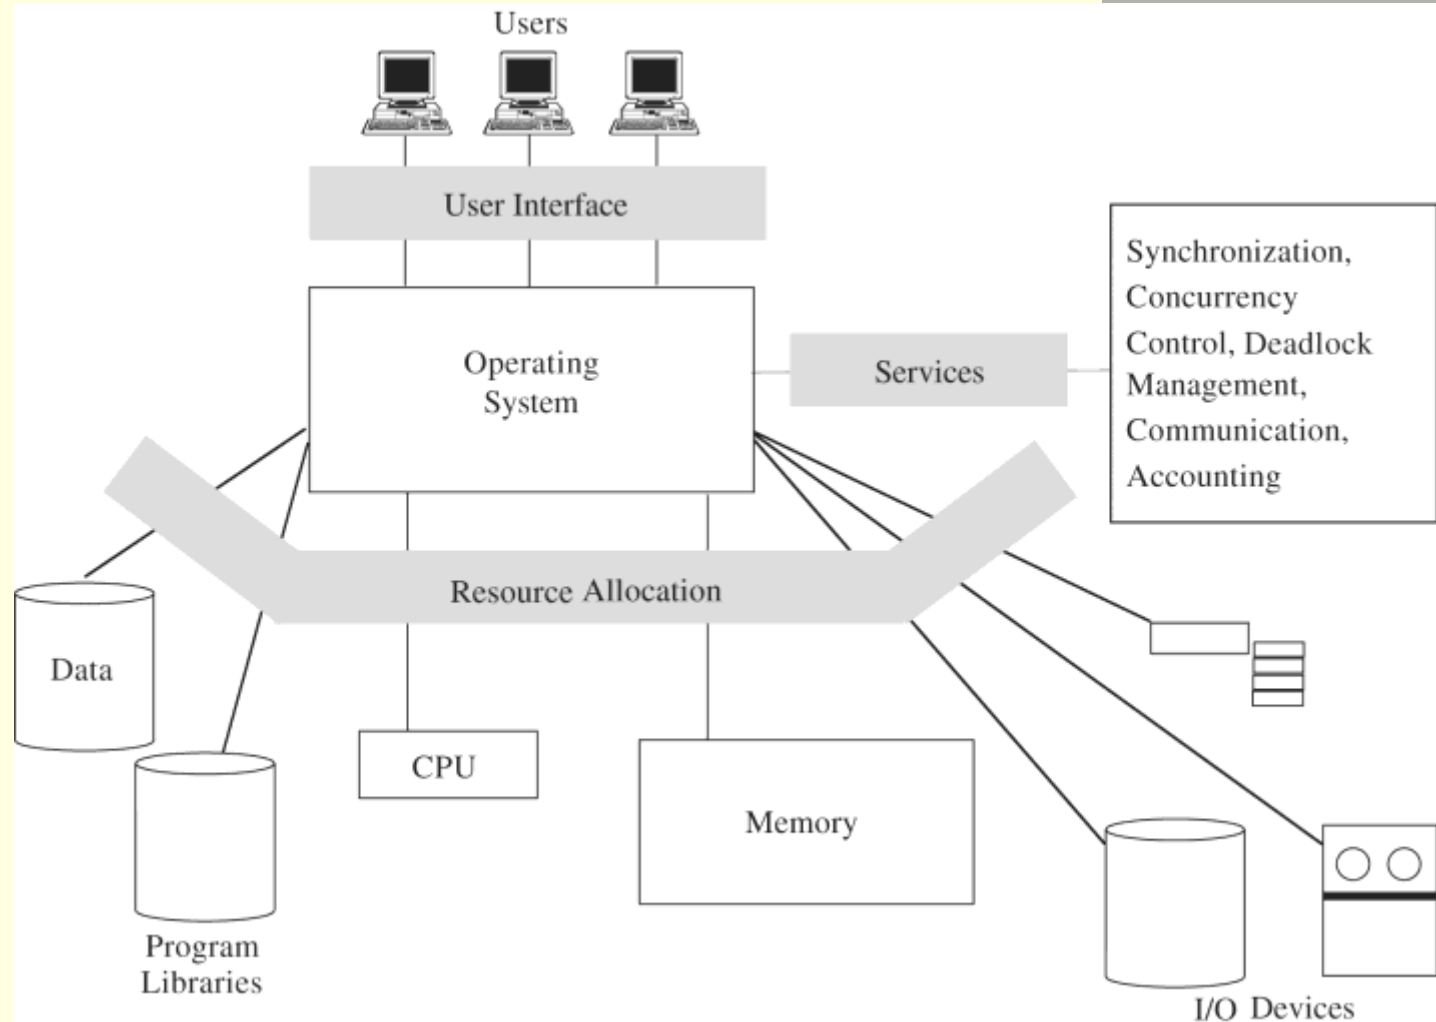 Users
User Interface
Operating
System
Services
Synchronization,
Concurrency
Control, Deadlock
Management,
Communication,
Accounting
Resource Allocation
Data
CPU
Memory
Program
Libraries
I/O Devices